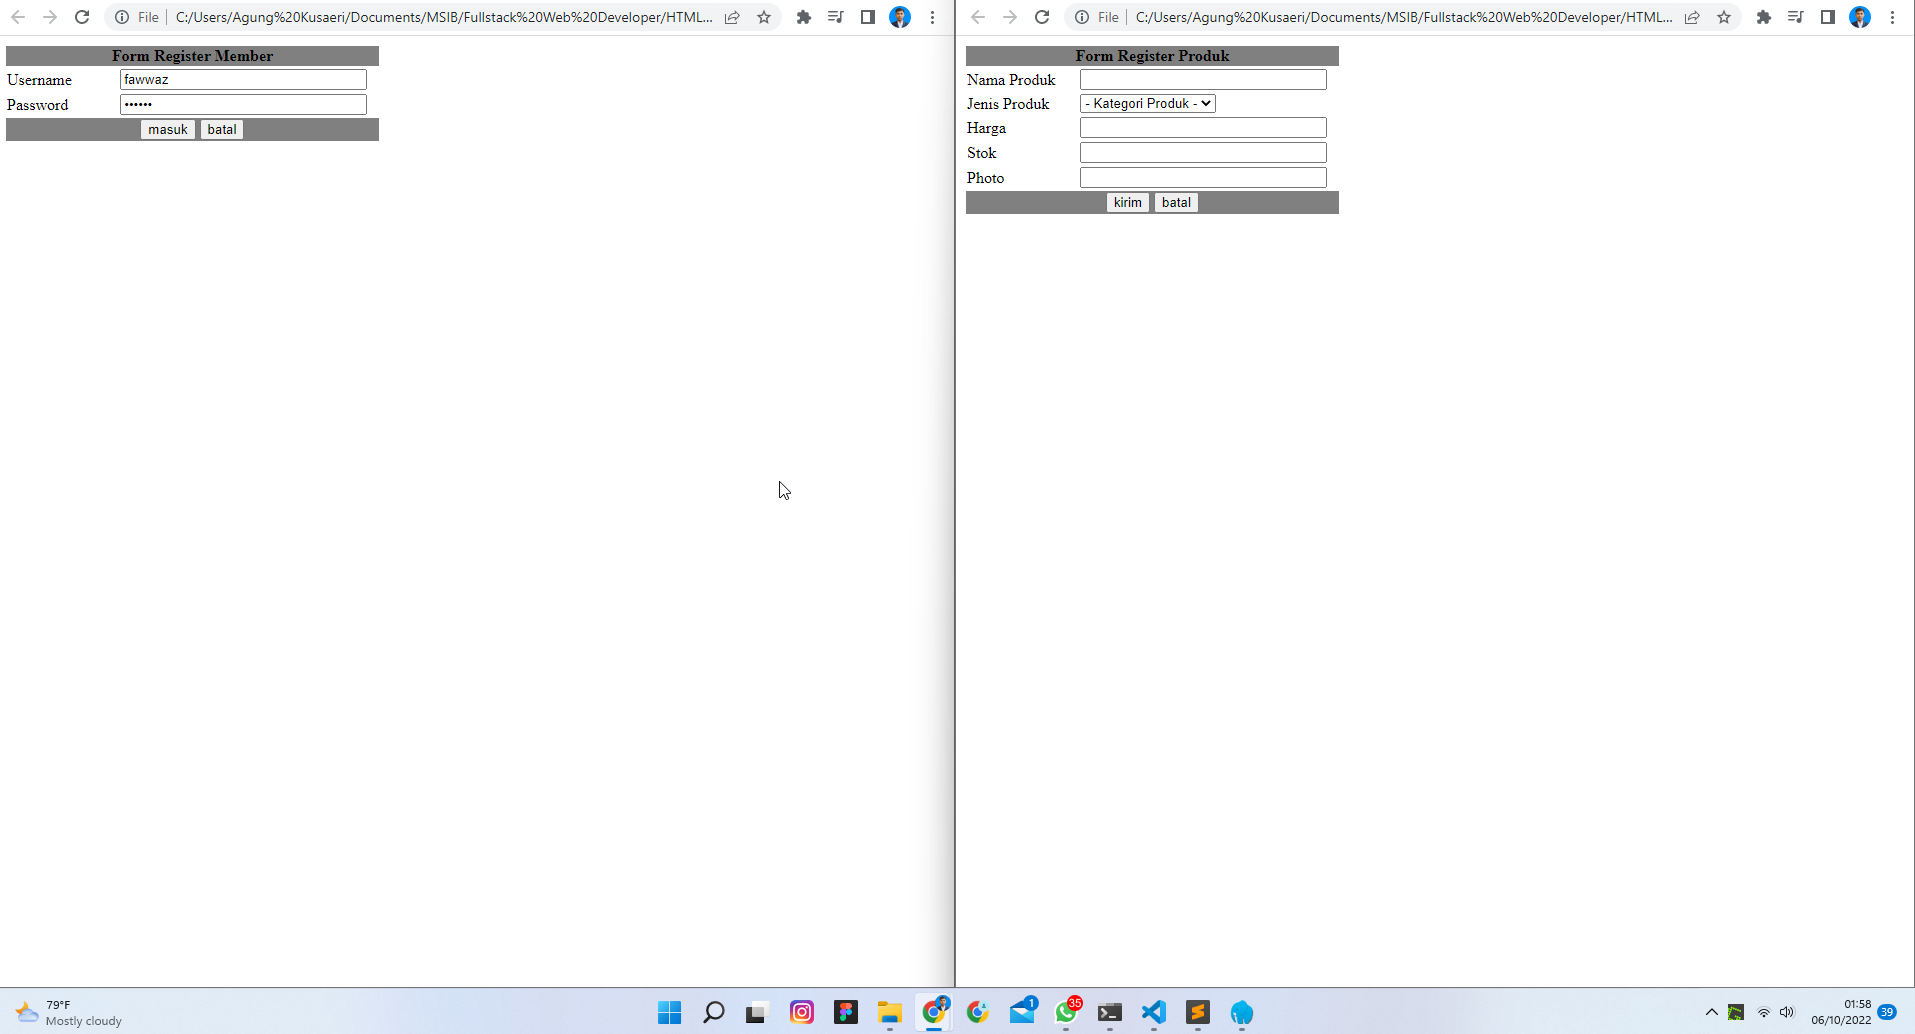 File C:/Users/Agung%20Kusaeri/Documents/MSIB/Fullstack%20Web%20Developer/HTML...
Form Register Member
Username fawwaz
Password ••••••
masuk batal
File C:/Users/Agung%20Kusaeri/Documents/MSIB/Fullstack%20Web%20Developer/HTML...
Form Register Produk
Nama Produk
Jenis Produk - Kategori Produk -
Harga
Stok
Photo
kirim batal
79°F
Mostly cloudy
1
35
01:58
06/10/2022
39